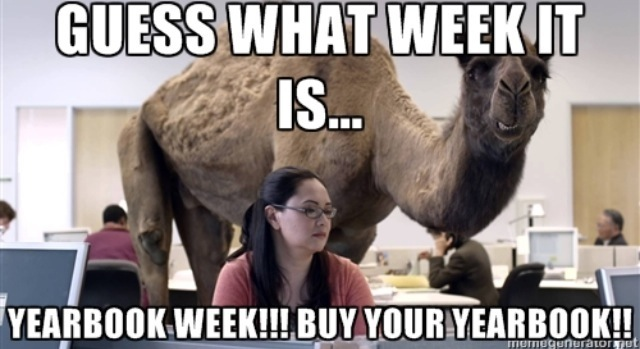 GUESS WHAT WEEK IT
IS...
YEARBOOK WEEK!!! BUY YOUR YEARBOOK!!
memegenerator.net